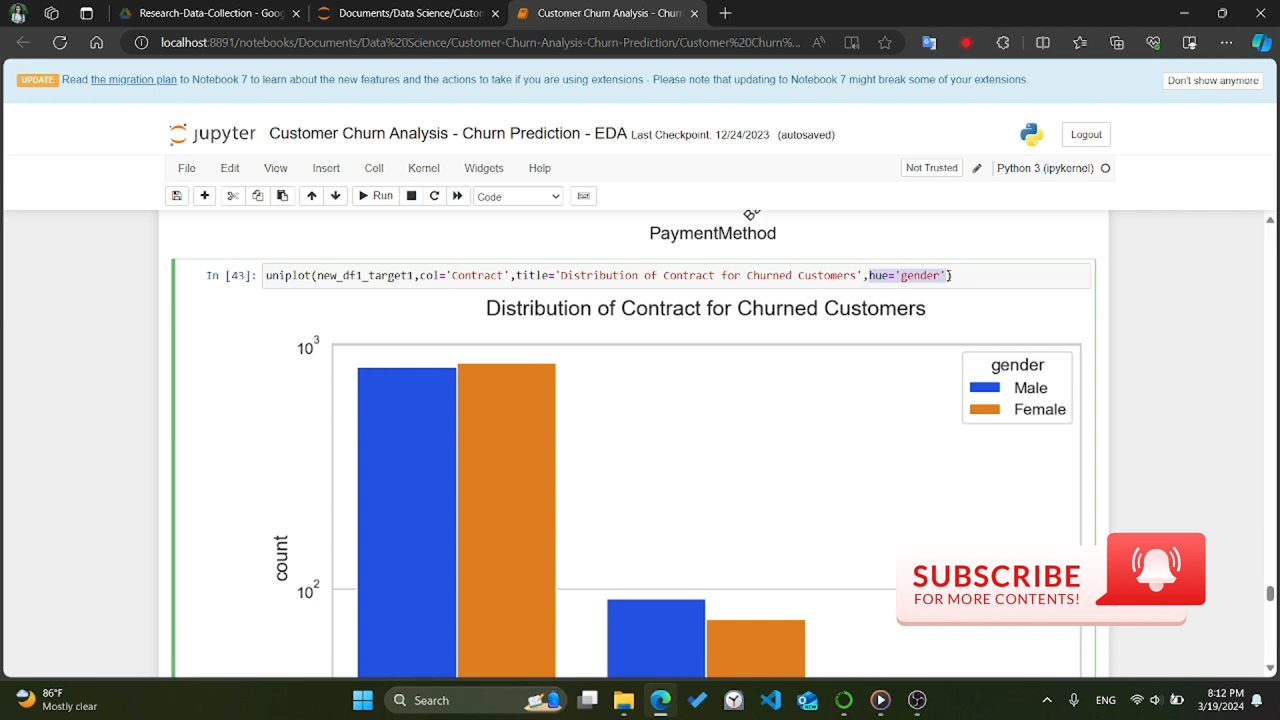 Research-Data-Collection - Goog
Documents/Data Science/Custom
Customer Churn Analysis - Churn
localhost:8891/notebooks/Documents/Data%20Science/Customer-Churn-Analysis-Churn-Prediction/Customer%20Churn%...
UPDATE Read the migration plan to Notebook 7 to learn about the new features and the actions to take if you are using extensions - Please note that updating to Notebook 7 might break some of your extensions.
Don't show anymore
jupyter Customer Churn Analysis - Churn Prediction - EDA Last Checkpoint: 12/24/2023 (autosaved)
Logout
File Edit View Insert Cell Kernel Widgets Help
Not Trusted
Python 3 (ipykernel)
Run
Code
PaymentMethod
In [43]: uniplot(new_df1_target1,col='Contract',title='Distribution of Contract for Churned Customers',hue='gender')
Distribution of Contract for Churned Customers
10³
gender
Male
Female
count
10²
SUBSCRIBE
FOR MORE CONTENTS!
86°F
Mostly clear
Search
ENG
8:12 PM
3/19/2024